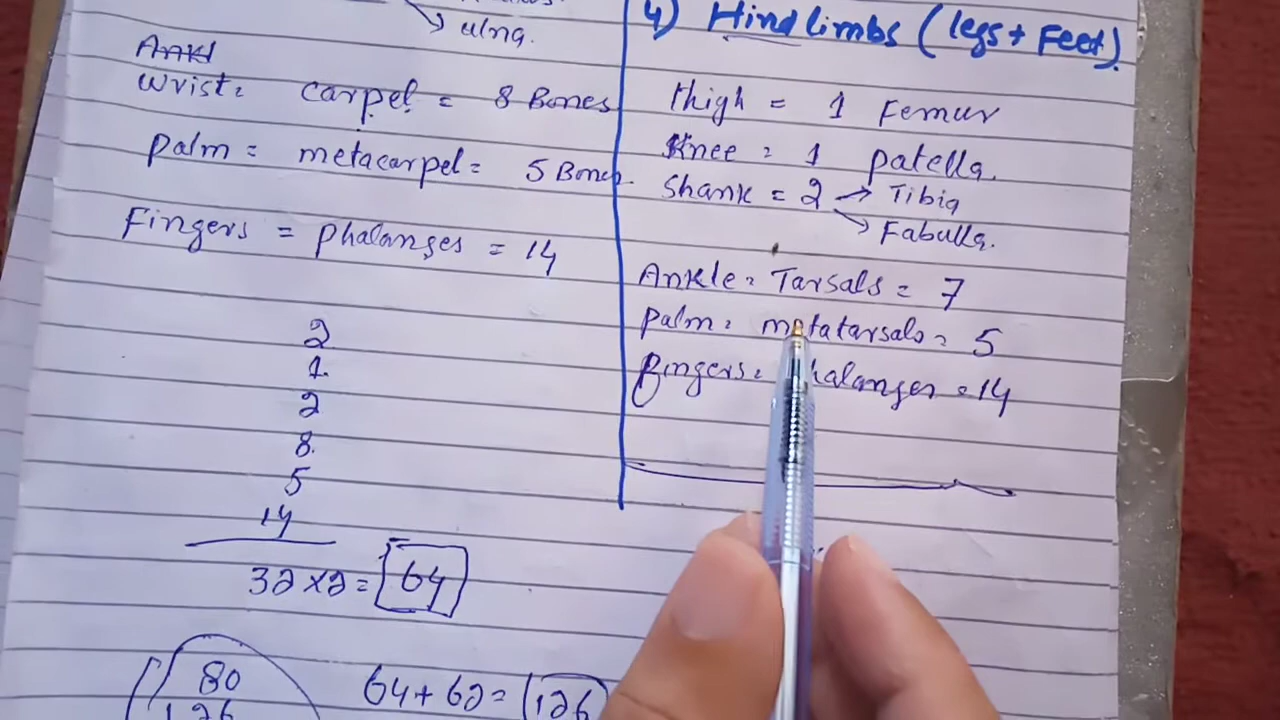 ulna.
Wrist = carpel = 8 Bones
Palm = metacarpel = 5 Bones
Fingers = phalanges = 14
2
1
2
8
5
14
32 x2 = 64
80
126
64 + 62 = 126
4) Hind limbs (legs + Feet).
thigh = 1 Femur
Knee = 1 patella.
Shank = 2 → Tibia
→ Fabulla.
Ankle = Tarsals = 7
Palm = metatarsals = 5
Fingers = phalanges = 14